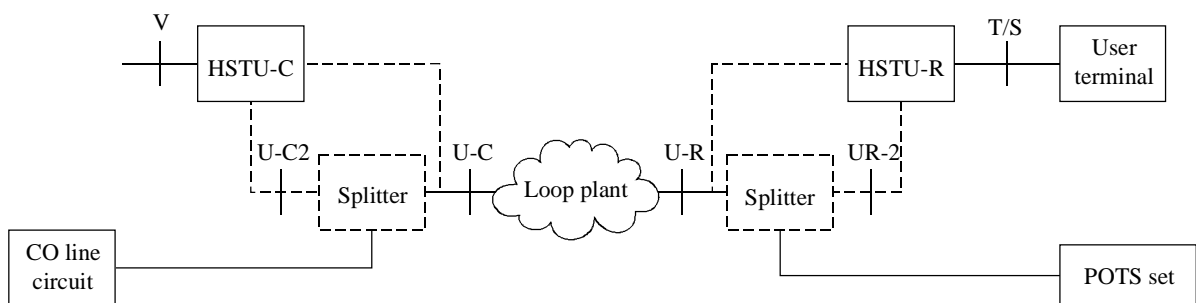 V
HSTU-C
T/S
HSTU-R
User
terminal
U-C2
U-C
U-R
UR-2
Splitter
Loop plant
Splitter
CO line
circuit
POTS set